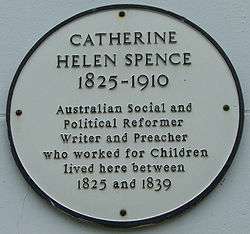 CATHERINE
HELEN SPENCE
1825-1910
Australian Social and
Political Reformer
Writer and Preacher
who worked for Children
lived here between
1825 and 1839